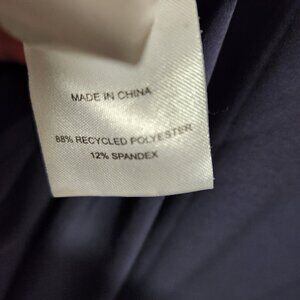 MADE IN CHINA
88% RECYCLED POLYESTER
12% SPANDEX